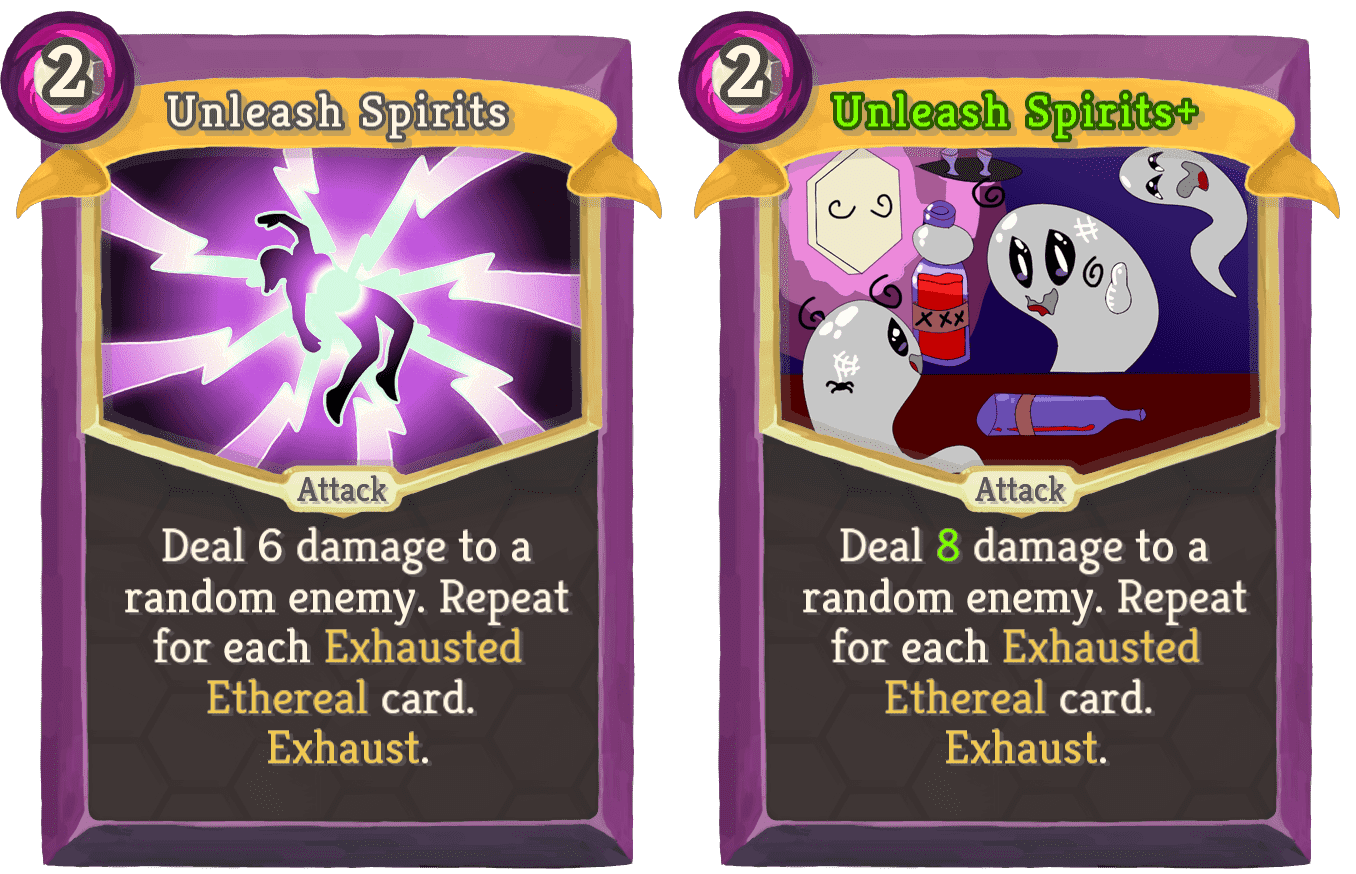 2
Unleash Spirits
Attack
Deal 6 damage to a
random enemy. Repeat
for each Exhausted
Ethereal card.
Exhaust.
2
Unleash Spirits+
XXX
Attack
Deal 8 damage to a
random enemy. Repeat
for each Exhausted
Ethereal card.
Exhaust.